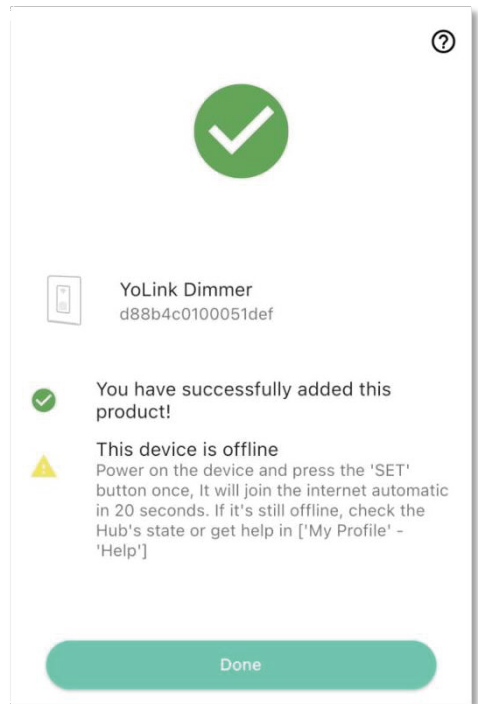 YoLink Dimmer
d88b4c0100051def
You have successfully added this
product!
This device is offline
Power on the device and press the 'SET'
button once, It will join the internet automatic
in 20 seconds. If it's still offline, check the
Hub's state or get help in ['My Profile' -
'Help']
Done